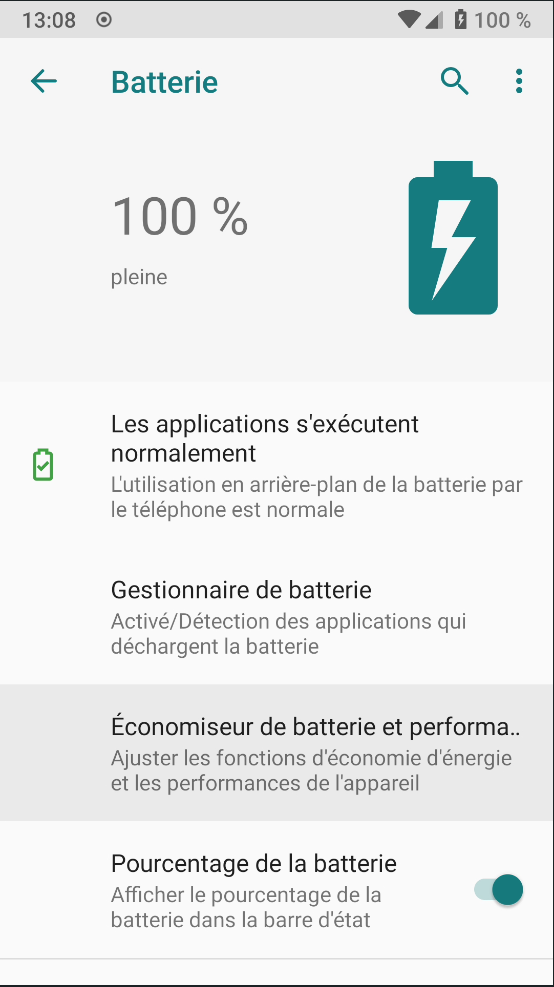 13:08 100 %
Batterie
100 %
pleine
Les applications s'exécutent
normalement
L'utilisation en arrière-plan de la batterie par
le téléphone est normale
Gestionnaire de batterie
Activé/Détection des applications qui
déchargent la batterie
Économiseur de batterie et performa..
Ajuster les fonctions d'économie d'énergie
et les performances de l'appareil
Pourcentage de la batterie
Afficher le pourcentage de la
batterie dans la barre d'état